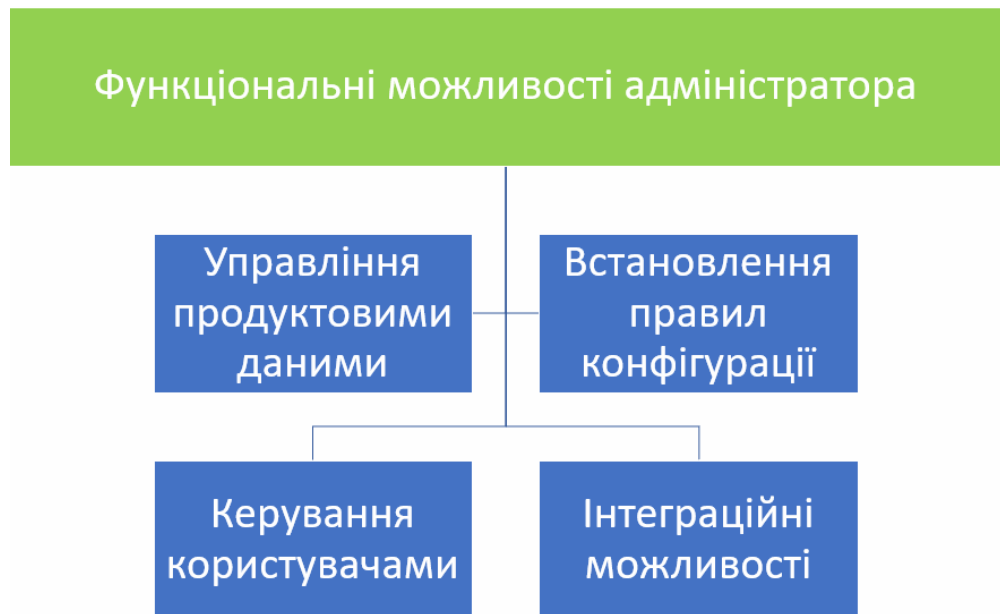 Функціональні можливості адміністратора
Управління
продуктовими
даними
Встановлення
правил
конфігурації
Керування
користувачами
Інтеграційні
можливості